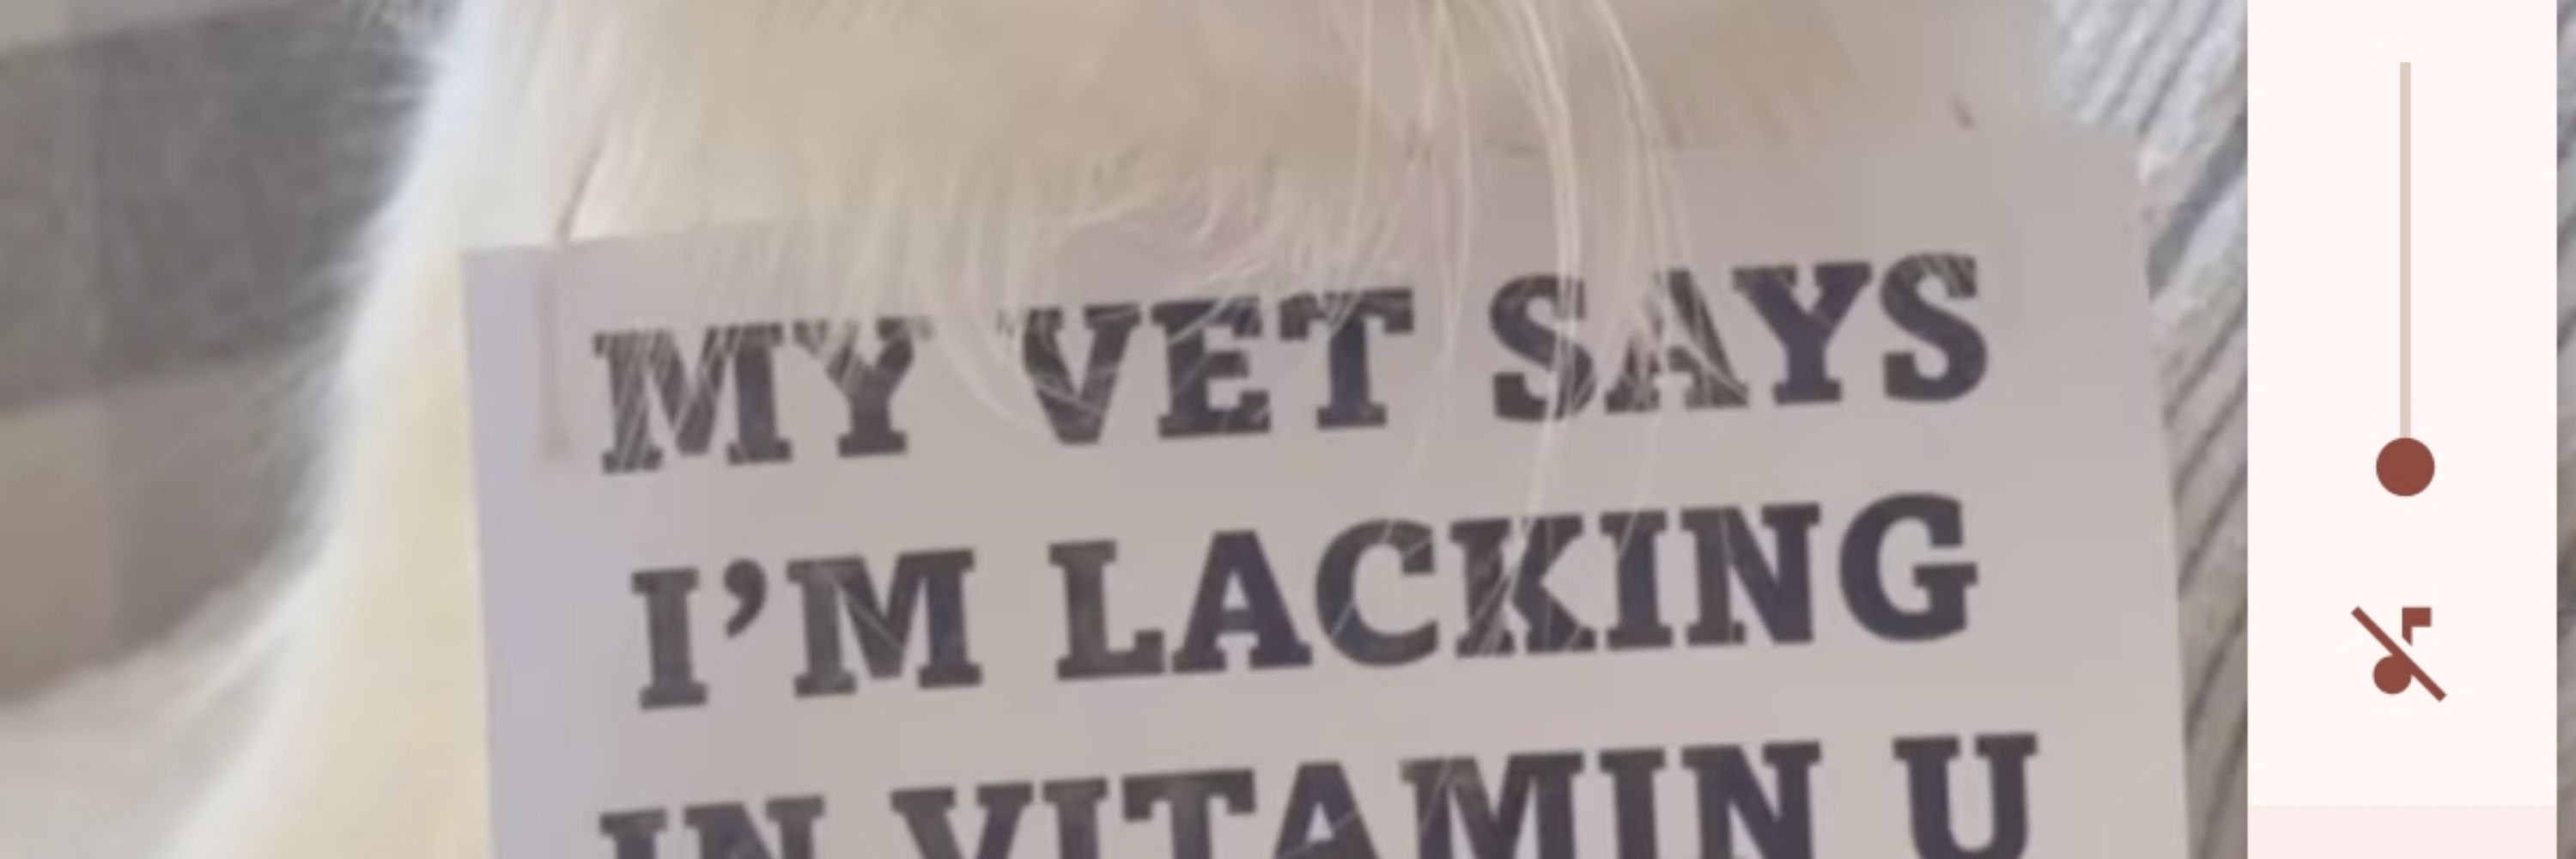 MY VET SAYS
I'M LACKING
IN VITAMIN U